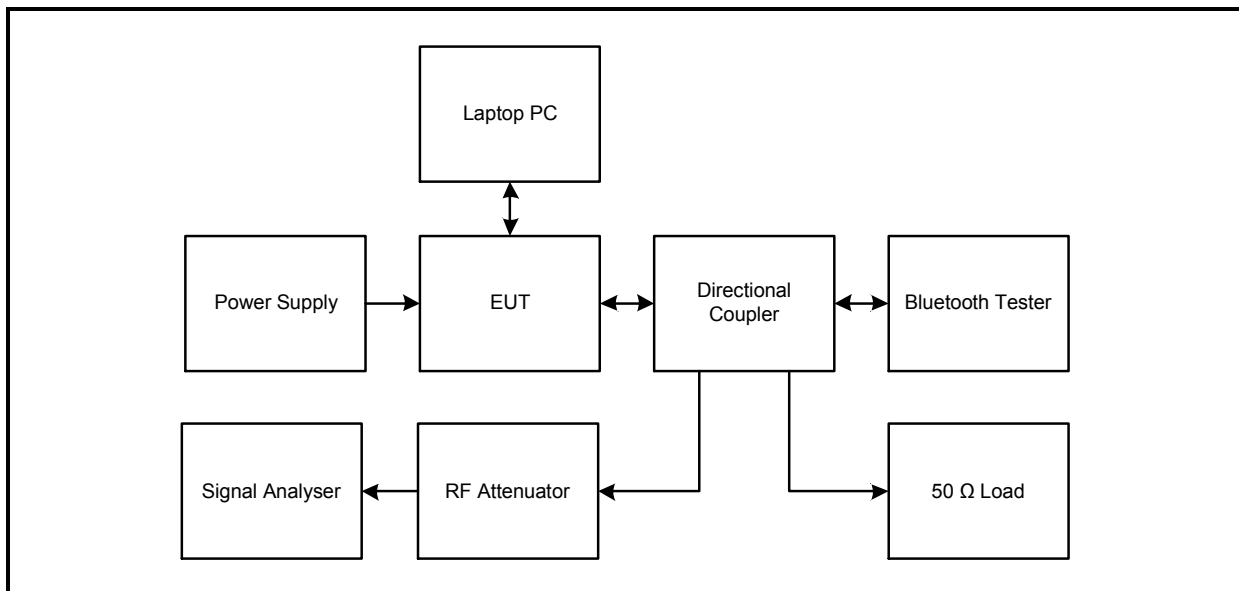 Laptop PC
Power Supply
EUT
Directional
Coupler
Bluetooth Tester
Signal Analyser
RF Attenuator
50 Ω Load